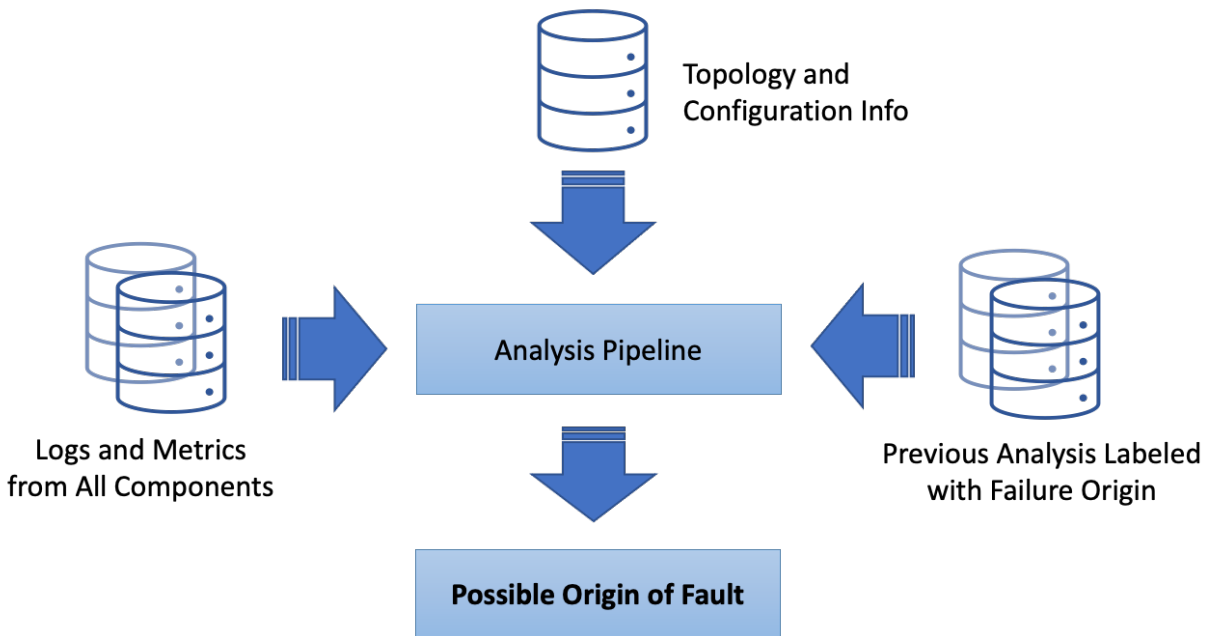 Topology and
Configuration Info
Analysis Pipeline
Logs and Metrics
from All Components
Previous Analysis Labeled
with Failure Origin
Possible Origin of Fault